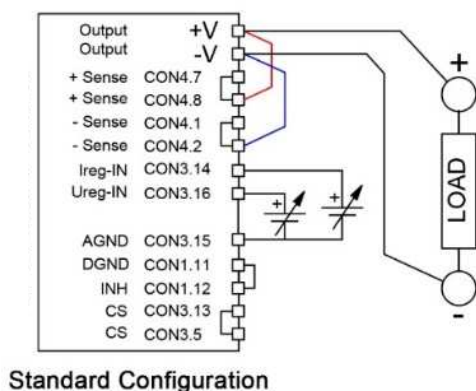 Output +V
Output -V
+ Sense CON4.7
+ Sense CON4.8
- Sense CON4.1
- Sense CON4.2
Ireg-IN CON3.14
Ureg-IN CON3.16
AGND CON3.15
DGND CON1.11
INH CON1.12
CS CON3.13
CS CON3.5
+
+
+
LOAD
-
Standard Configuration